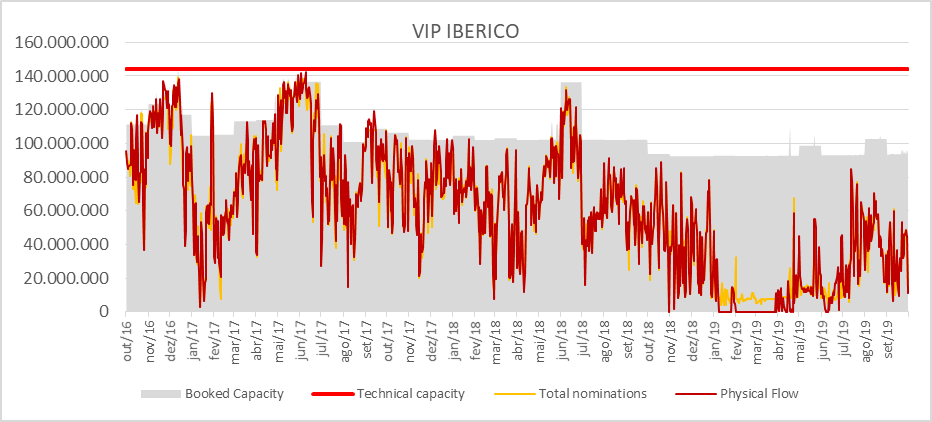 VIP IBERICO
160.000.000
140.000.000
120.000.000
100.000.000
80.000.000
60.000.000
40.000.000
20.000.000
0
out/16
nov/16
dez/16
jan/17
fev/17
mar/17
abr/17
mai/17
jun/17
jul/17
ago/17
set/17
out/17
nov/17
dez/17
jan/18
fev/18
mar/18
abr/18
mai/18
jun/18
jul/18
ago/18
set/18
out/18
nov/18
dez/18
jan/19
fev/19
mar/19
abr/19
mai/19
jun/19
jul/19
ago/19
set/19
Booked Capacity
Technical capacity
Total nominations
Physical Flow